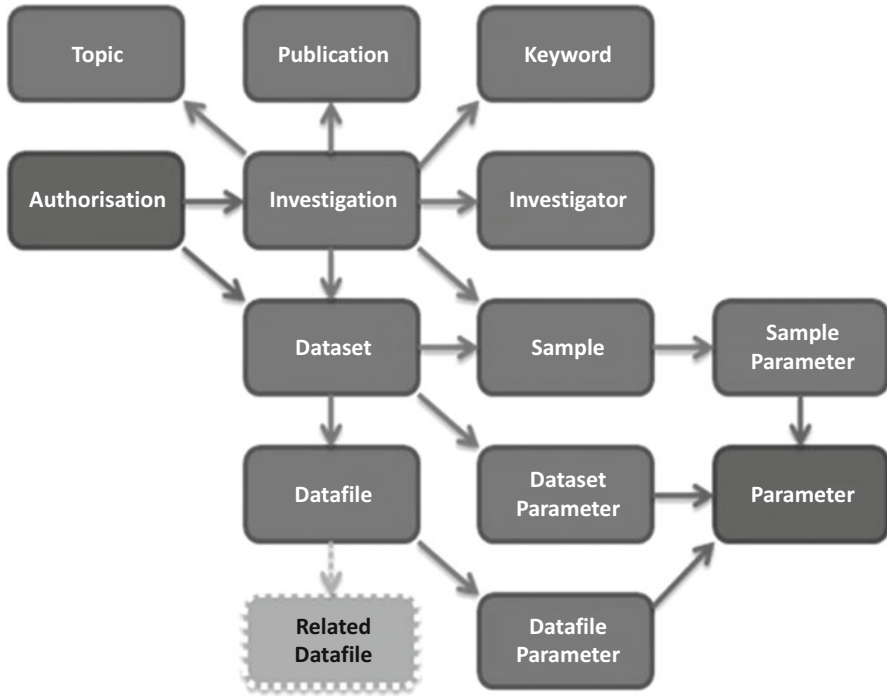 Topic
Publication
Keyword
Authorisation
Investigation
Investigator
Dataset
Sample
Sample
Parameter
Datafile
Dataset
Parameter
Parameter
Related
Datafile
Datafile
Parameter